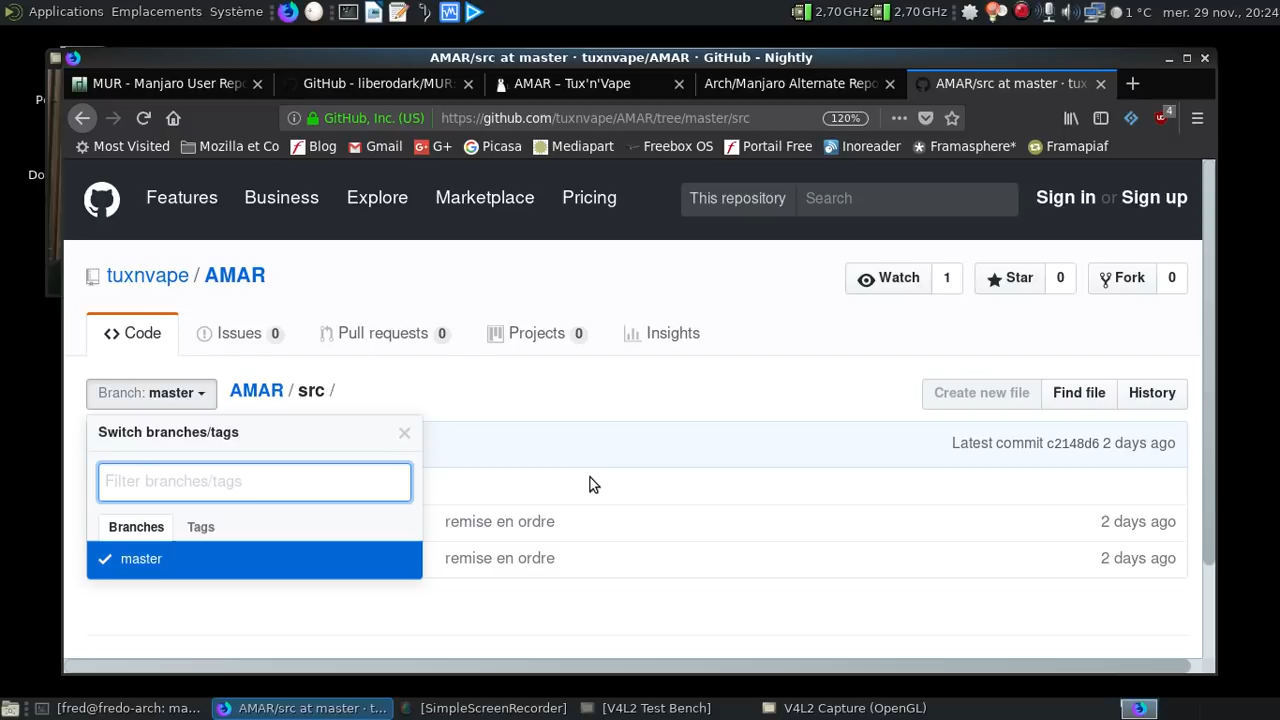 Applications Emplacements Système
2,70 GHz 2,70 GHz 1 °C mer. 29 nov., 20:24
AMAR/src at master · tuxnvape/AMAR · GitHub - Nightly
MUR - Manjaro User Repo
GitHub - liberodark/MUR:
AMAR – Tux'n'Vape
Arch/Manjaro Alternate Repo
AMAR/src at master · tux
GitHub, Inc. (US) https://github.com/tuxnvape/AMAR/tree/master/src 120% 4
Most Visited Mozilla et Co Blog Gmail G+ Picasa Mediapart Freebox OS Portail Free Inoreader Framasphere* Framapiaf
Features Business Explore Marketplace Pricing This repository Search Sign in or Sign up
tuxnvape / AMAR
Watch 1 Star 0 Fork 0
Code Issues 0 Pull requests 0 Projects 0 Insights
Branch: master AMAR / src /
Create new file Find file History
Switch branches/tags
Latest commit c2148d6 2 days ago
Filter branches/tags
Branches Tags
remise en ordre 2 days ago
master
remise en ordre 2 days ago
[fred@fredo-arch: ma... AMAR/src at master · t... [SimpleScreenRecorder] [V4L2 Test Bench] V4L2 Capture (OpenGL)